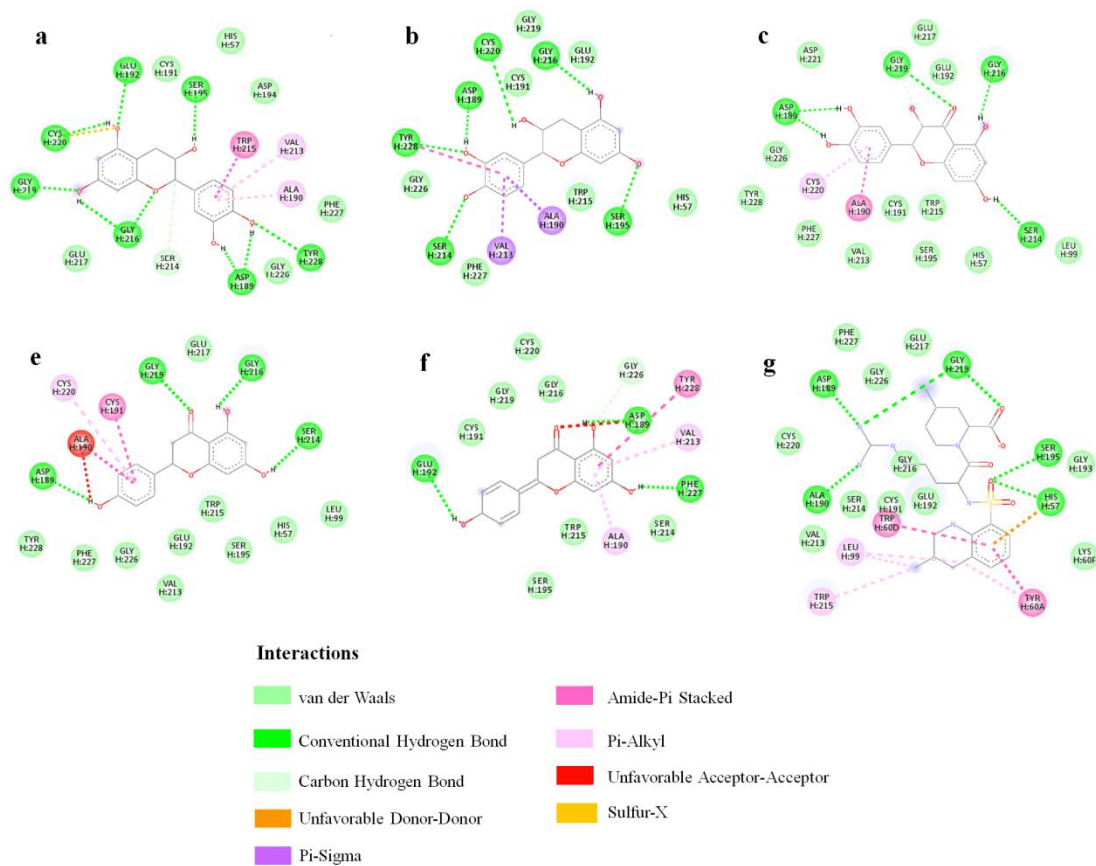 a
HIS
H:57
GLU
H:192
CYS
H:191
SER
H:195
ASP
H:194
CYS
H:220
TRP
H:215
VAL
H:213
GLY
H:219
ALA
H:190
GLY
H:216
PHE
H:227
GLU
H:217
SER
H:214
ASP
H:189
GLY
H:226
TYR
H:228
b
GLY
H:219
CYS
H:220
GLY
H:216
GLU
H:192
CYS
H:191
ASP
H:189
TYR
H:228
GLY
H:226
TRP
H:215
HIS
H:57
ALA
H:190
SER
H:195
SER
H:214
VAL
H:213
PHE
H:227
c
GLU
H:217
ASP
H:221
GLY
H:219
GLU
H:192
GLY
H:216
ASP
H:189
GLY
H:226
TYR
H:228
CYS
H:220
ALA
H:190
CYS
H:191
TRP
H:215
SER
H:214
PHE
H:227
VAL
H:213
SER
H:195
HIS
H:57
LEU
H:99
e
GLU
H:217
GLY
H:219
GLY
H:216
CYS
H:220
CYS
H:191
ALA
H:190
SER
H:214
ASP
H:189
TRP
H:215
LEU
H:99
TYR
H:228
PHE
H:227
GLY
H:226
GLU
H:192
SER
H:195
HIS
H:57
VAL
H:213
f
CYS
H:220
GLY
H:226
TYR
H:228
GLY
H:219
GLY
H:216
ASP
H:189
CYS
H:191
VAL
H:213
GLU
H:192
PHE
H:227
TRP
H:215
ALA
H:190
SER
H:214
SER
H:195
g
PHE
H:227
GLU
H:217
ASP
H:189
GLY
H:226
GLY
H:219
CYS
H:220
GLY
H:216
SER
H:195
GLY
H:193
ALA
H:190
SER
H:214
CYS
H:191
GLU
H:192
HIS
H:57
TRP
H:60D
VAL
H:213
LEU
H:99
LYS
H:60F
TRP
H:215
TYR
H:60A
Interactions
van der Waals
Conventional Hydrogen Bond
Carbon Hydrogen Bond
Unfavorable Donor-Donor
Pi-Sigma
Amide-Pi Stacked
Pi-Alkyl
Unfavorable Acceptor-Acceptor
Sulfur-X